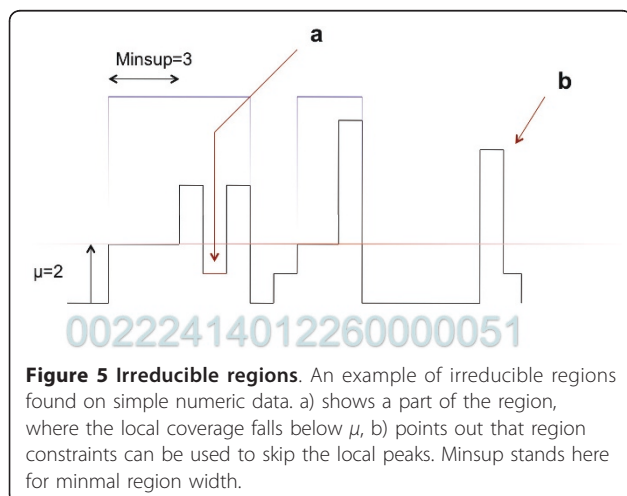 a
Minsup=3
b
μ=2
00222414012260000051
Figure 5 Irreducible regions. An example of irreducible regions
found on simple numeric data. a) shows a part of the region,
where the local coverage falls below μ, b) points out that region
constraints can be used to skip the local peaks. Minsup stands here
for minmal region width.